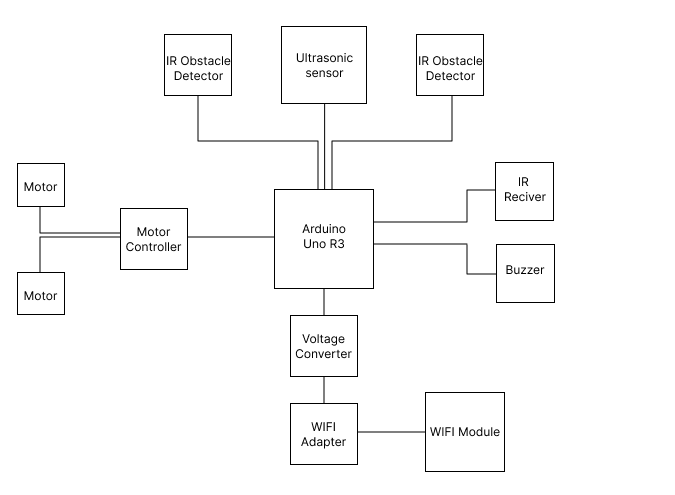 IR Obstacle
Detector
Ultrasonic
sensor
IR Obstacle
Detector
Motor
Motor
Controller
Arduino
Uno R3
IR
Reciver
Buzzer
Motor
Voltage
Converter
WIFI
Adapter
WIFI Module